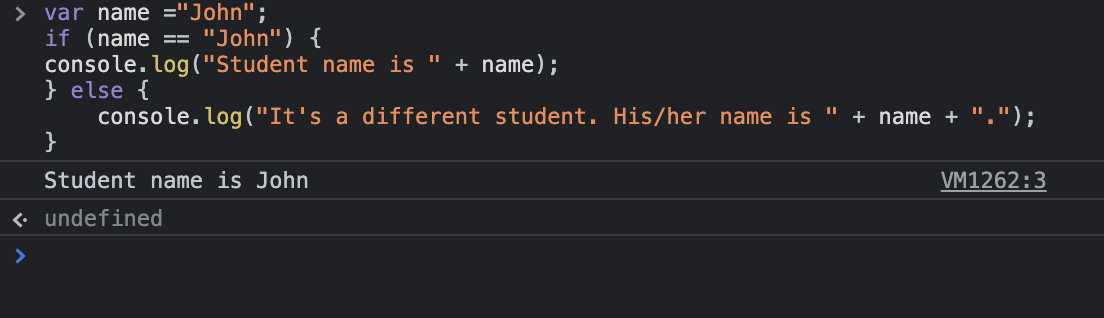 > var name ="John";
if (name == "John") {
console.log("Student name is " + name);
} else {
    console.log("It's a different student. His/her name is " + name + ".");
}
Student name is John VM1262:3
undefined
>